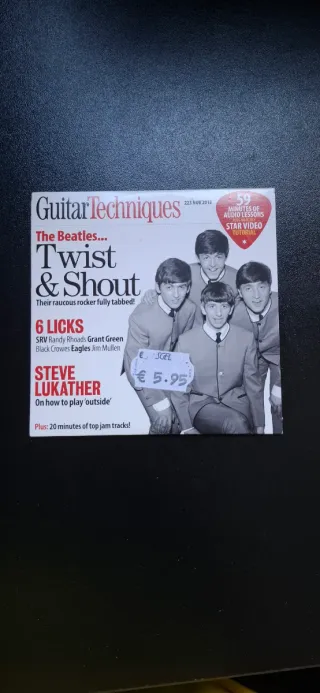 GuitarTechniques
223 MAR 2014
59
MINUTES OF
AUDIO LESSONS
STAR VIDEO
TUTORIAL
The Beatles...
Twist
& Shout
Their raucous rocker fully tabbed!
6 LICKS
SRV Randy Rhoads Grant Green
Black Crowes Eagles Jim Mullen
STEVE
LUKATHER
On how to play 'outside'
€ 5.95
Plus: 20 minutes of top jam tracks!